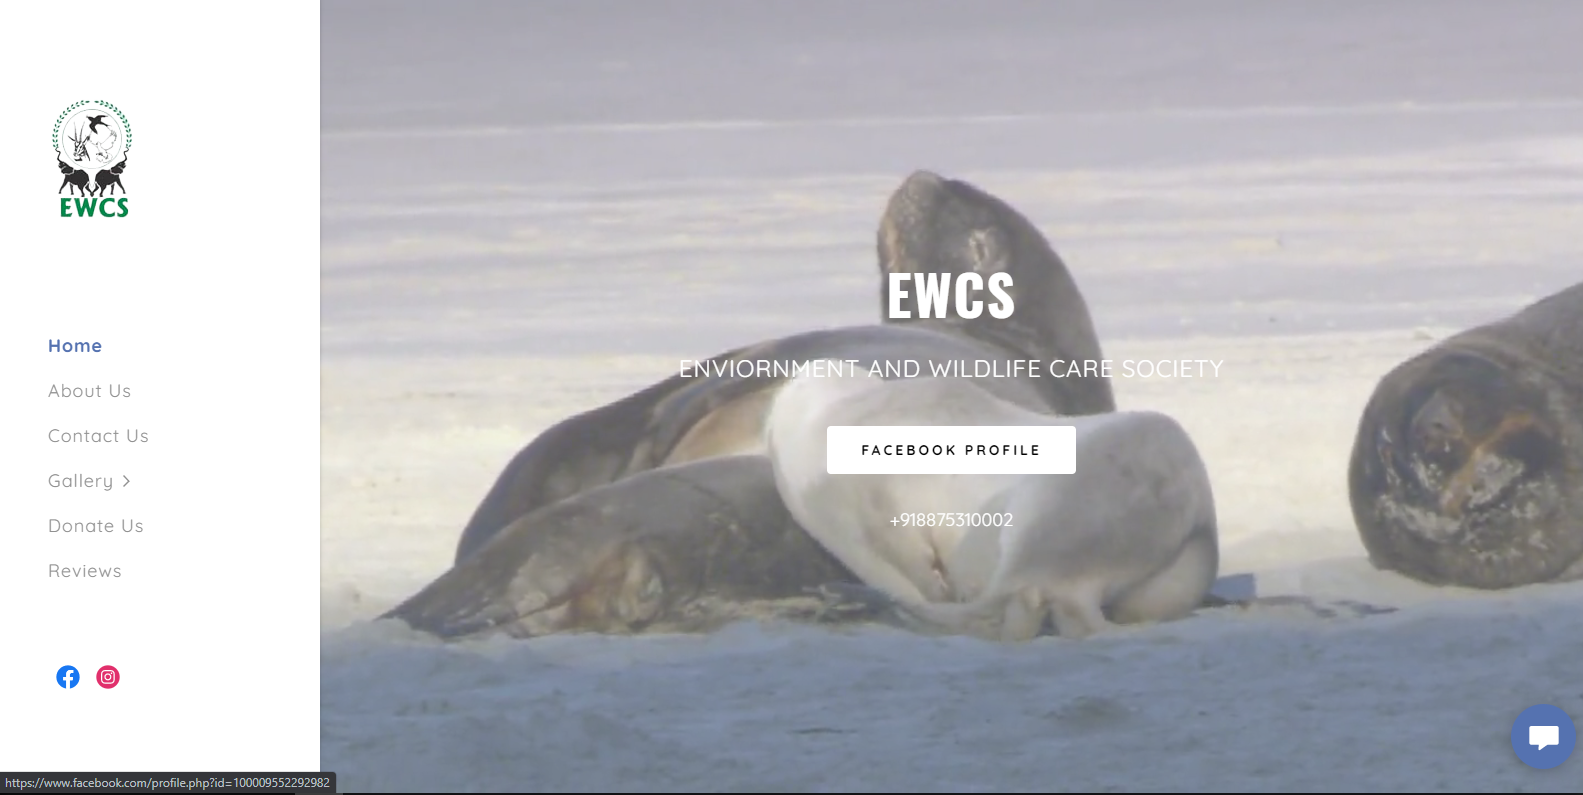 EWCS
Home
About Us
Contact Us
Gallery
Donate Us
Reviews
EWCS
ENVIORNMENT AND WILDLIFE CARE SOCIETY
FACEBOOK PROFILE
+918875310002
https://www.facebook.com/profile.php?id=100009552292982